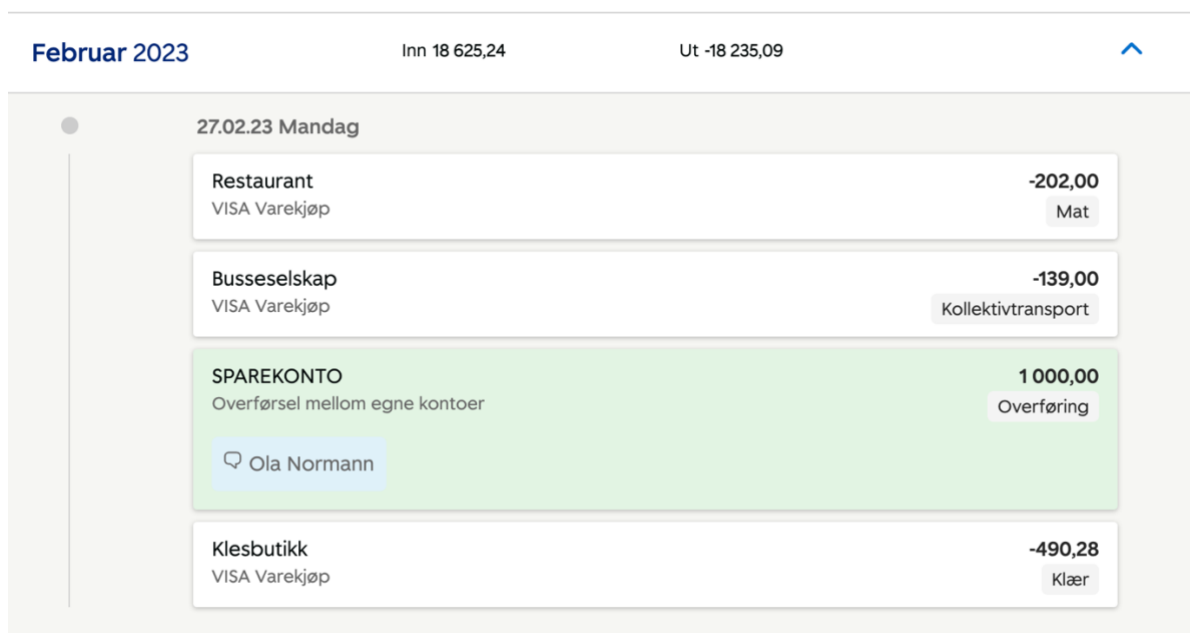 Februar 2023 Inn 18 625,24 Ut -18 235,09
27.02.23 Mandag
Restaurant -202,00
VISA Varekjøp Mat
Busseselskap -139,00
VISA Varekjøp Kollektivtransport
SPAREKONTO 1 000,00
Overførsel mellom egne kontoer Overføring
Ola Normann
Klesbutikk -490,28
VISA Varekjøp Klær